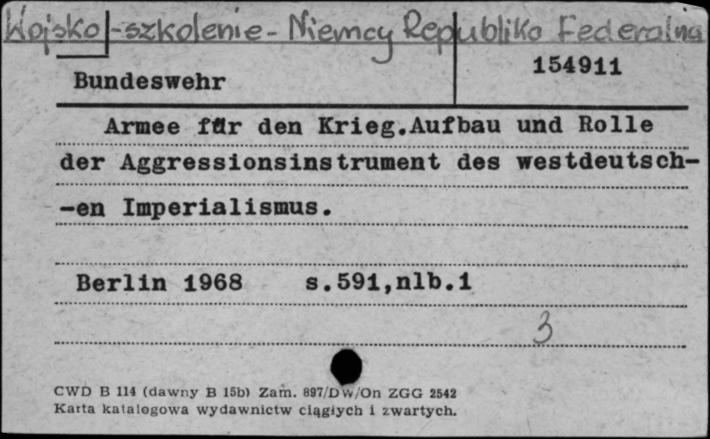 Wojsko-szkolenie-Niemcy Republika Federalna
154911
Bundeswehr
Armee für den Krieg.Aufbau und Rolle
der Aggressionsinstrument des westdeutsch-
-en Imperialismus.
Berlin 1968 s.591,nlb.1
3
CWD B 114 (dawny B 15b) Zam. 897/DW/On ZGG 2542
Karta katalogowa wydawnictw ciągłych i zwartych.